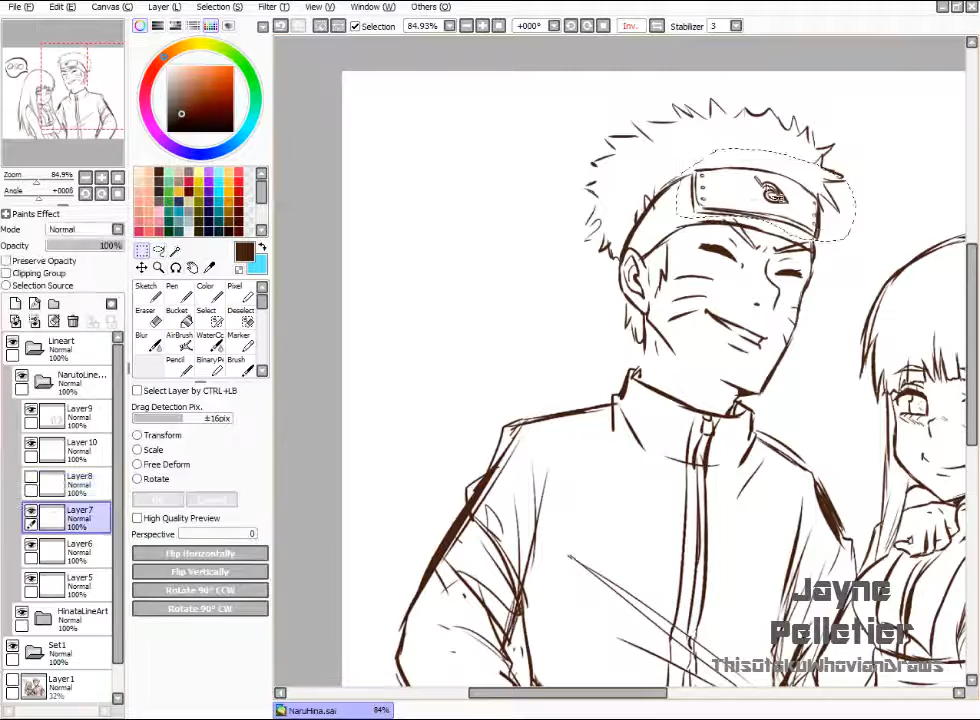 File (F) Edit (E) Canvas (C) Layer (L) Selection (S) Filter (T) View (V) Window (W) Others (O)
Selection 84.93% +000° Inv. Stabilizer 3
Zoom 84.9%
Angle +000δ
Paints Effect
Mode Normal
Opacity 100%
Preserve Opacity
Clipping Group
Selection Source
Lineart
Normal
100%
NarutoLine...
Normal
100%
Layer9
Normal
100%
Layer10
Normal
100%
Layer8
Normal
100%
Layer7
Normal
100%
Layer6
Normal
100%
Layer5
Normal
100%
HinataLineArt
Normal
100%
Set1
Normal
100%
Layer1
Normal
32%
Sketch Pen Color Pixel
Eraser Bucket Select Deselect
Blur AirBrush WaterCc Marker
Pencil BinaryP Brush
Select Layer by CTRL+LB
Drag Detection Pix.
±16pix
Transform
Scale
Free Deform
Rotate
High Quality Preview
Perspective 0
Flip Horizontally
Flip Vertically
Rotate 90° CCW
Rotate 90° CW
Jayne
Pelletier
ThisOtakuWhovianDraws
NaruHina.sai 84%